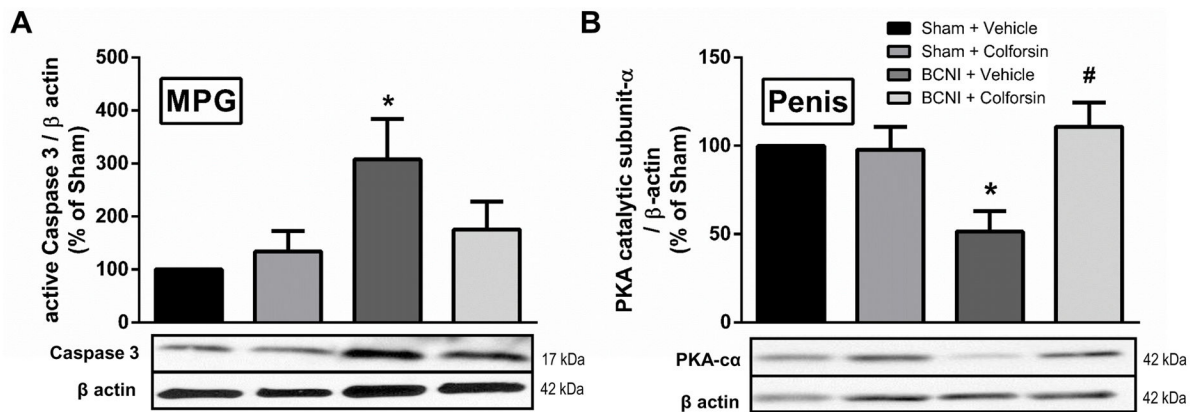 A
active Caspase 3 / β actin
(% of Sham)
500
400
300
200
100
0
MPG
*
Caspase 3
17 kDa
β actin
42 kDa
B
PKA catalytic subunit-α
/ β-actin
(% of Sham)
150
100
50
0
Penis
Sham + Vehicle
Sham + Colforsin
BCNI + Vehicle
BCNI + Colforsin
*
#
PKA-cα
42 kDa
β actin
42 kDa